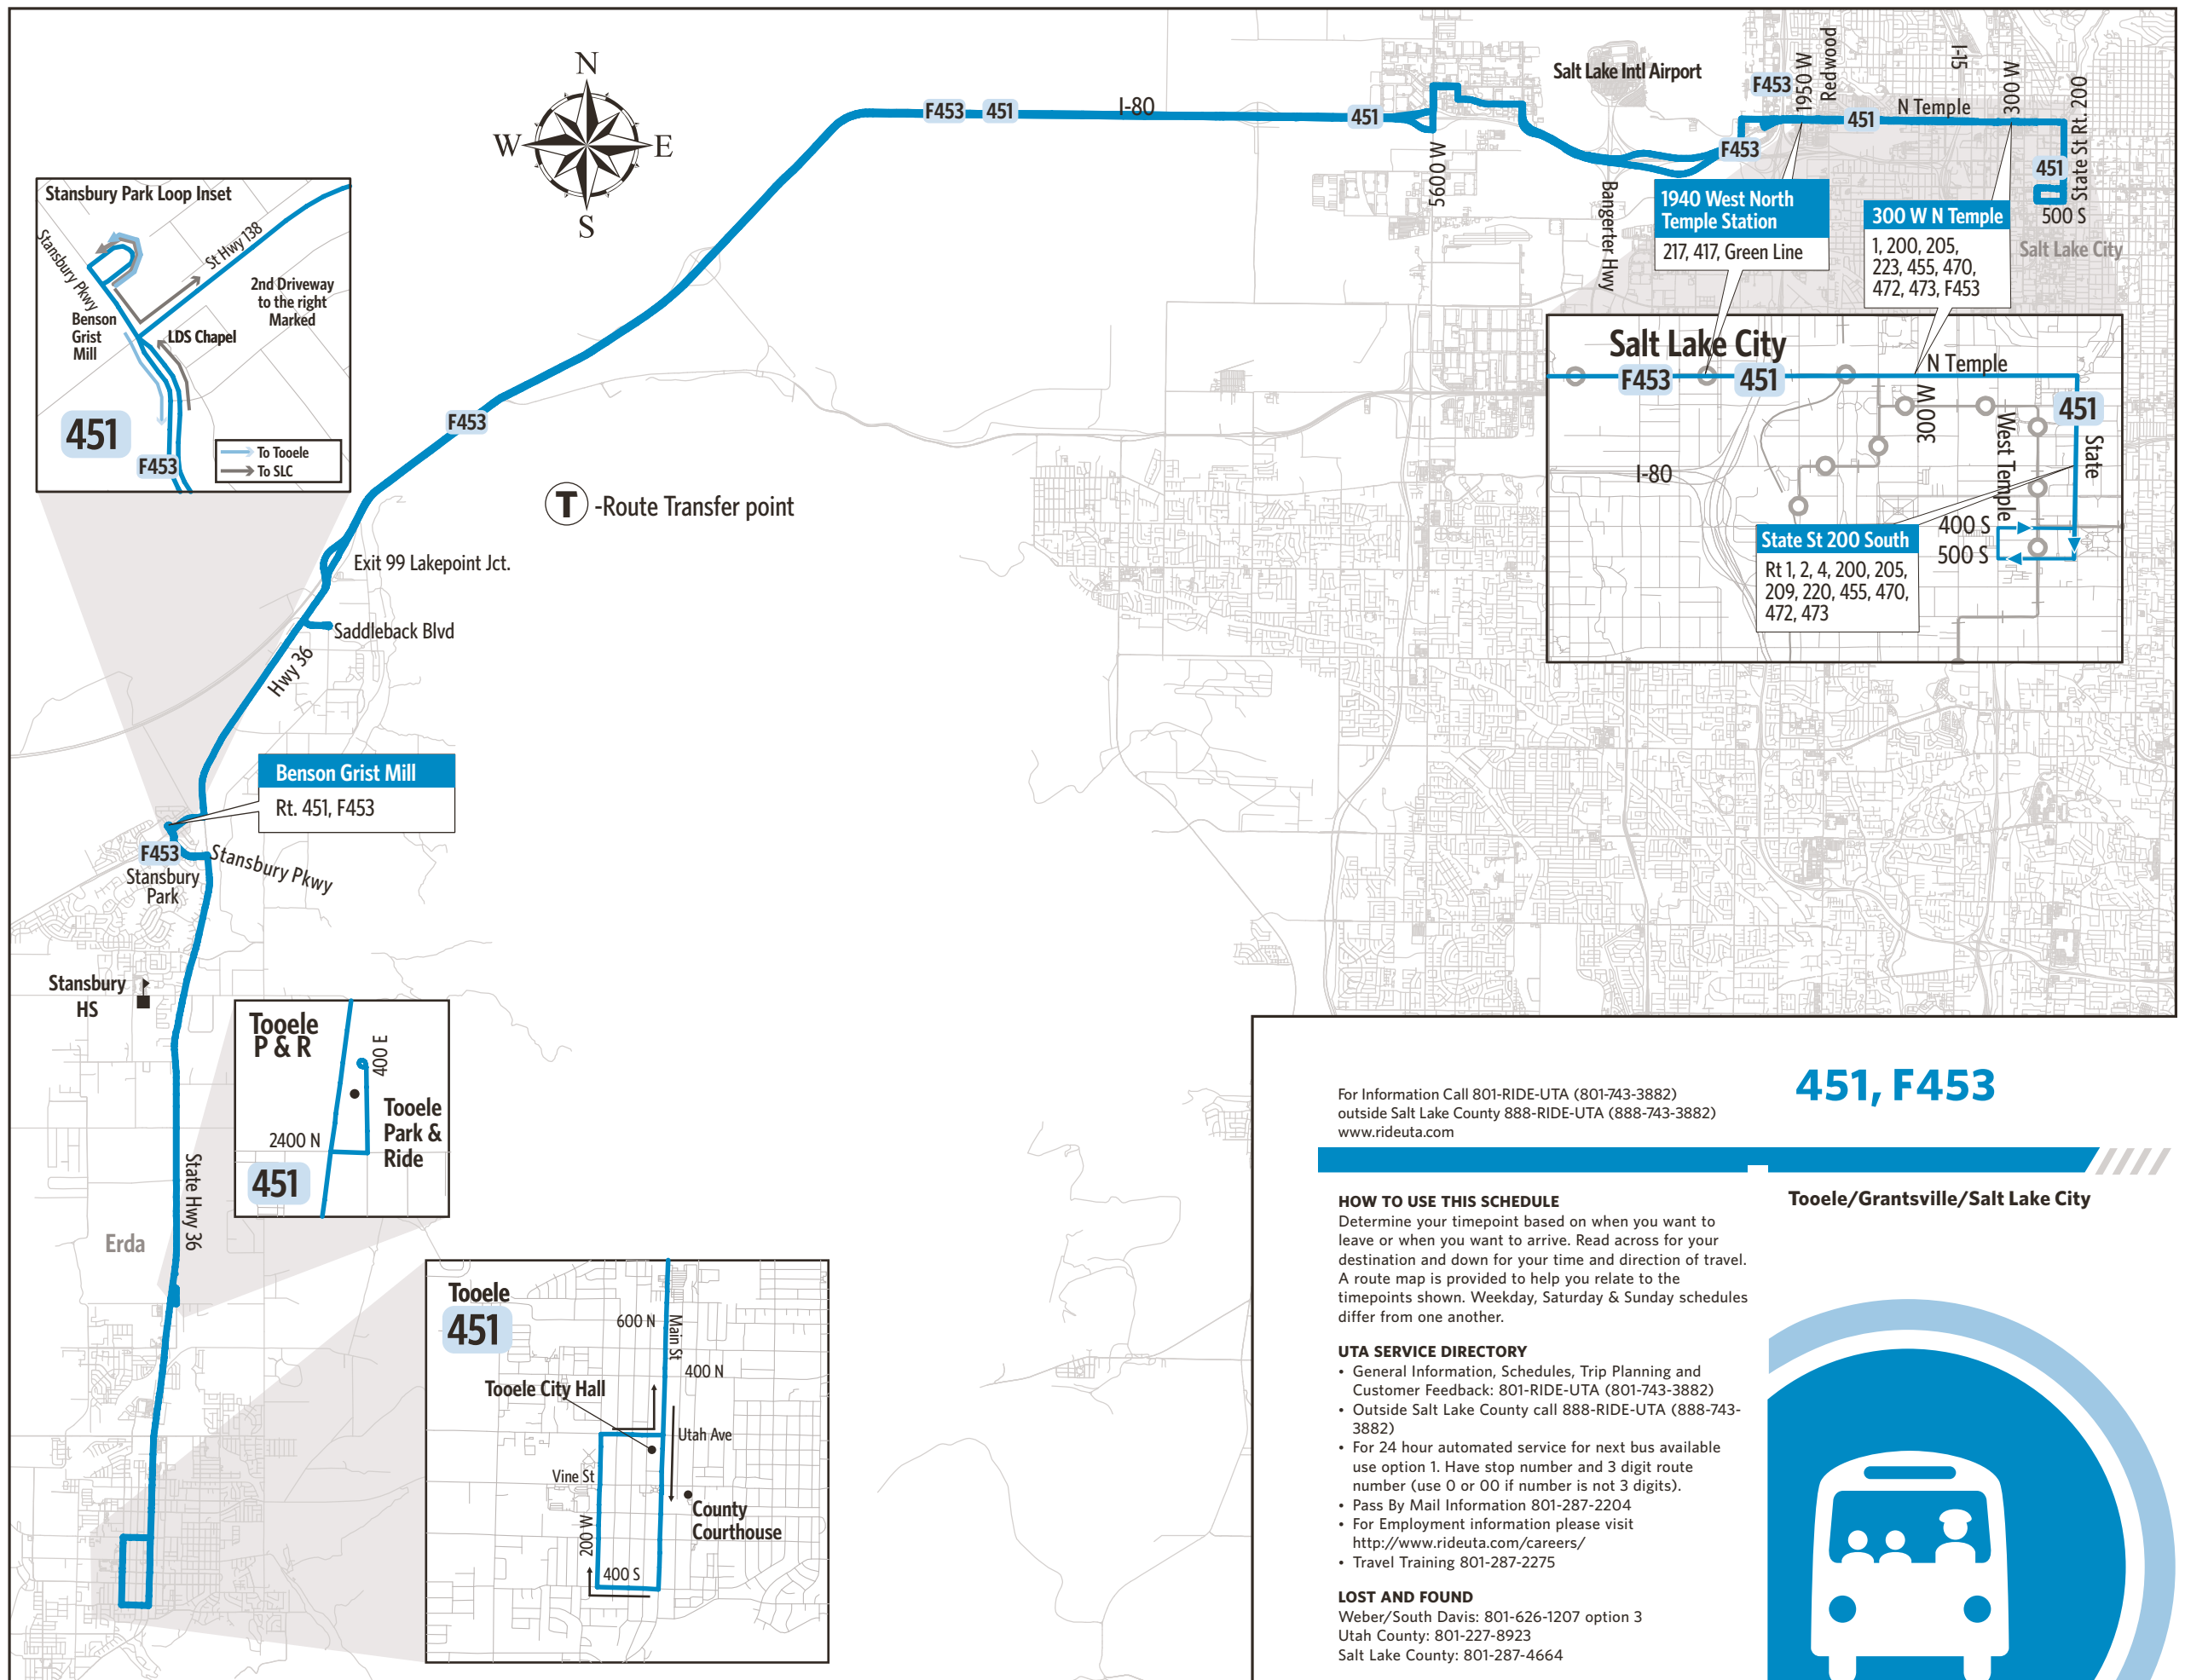 N
W
E
S
Salt Lake Intl Airport
F453
451
I-80
451
F453
1950 W
Redwood
451
N Temple
I-15
300 W
State St Rt. 200
F453
451
500 S
Salt Lake City
5600 W
Bangerter Hwy
1940 West North
Temple Station
217, 417, Green Line
300 W N Temple
1, 200, 205,
223, 455, 470,
472, 473, F453
Stansbury Park Loop Inset
Stansbury Pkwy
St Hwy 138
2nd Driveway
to the right
Marked
Benson
Grist
Mill
LDS Chapel
451
F453
To Tooele
To SLC
Salt Lake City
F453
451
N Temple
300 W
West Temple
451
State
I-80
400 S
500 S
State St 200 South
Rt 1, 2, 4, 200, 205,
209, 220, 455, 470,
472, 473
F453
T -Route Transfer point
Exit 99 Lakepoint Jct.
Saddleback Blvd
Hwy 36
Benson Grist Mill
Rt. 451, F453
F453
Stansbury Pkwy
Stansbury
Park
Stansbury
HS
Tooele
P & R
400 E
Tooele
Park &
Ride
2400 N
451
State Hwy 36
Erda
Tooele
451
600 N
Main St
400 N
Tooele City Hall
Utah Ave
Vine St
County
Courthouse
200 W
400 S
For Information Call 801-RIDE-UTA (801-743-3882)
outside Salt Lake County 888-RIDE-UTA (888-743-3882)
www.rideuta.com
451, F453
Tooele/Grantsville/Salt Lake City
HOW TO USE THIS SCHEDULE
Determine your timepoint based on when you want to
leave or when you want to arrive. Read across for your
destination and down for your time and direction of travel.
A route map is provided to help you relate to the
timepoints shown. Weekday, Saturday & Sunday schedules
differ from one another.
UTA SERVICE DIRECTORY
• General Information, Schedules, Trip Planning and
Customer Feedback: 801-RIDE-UTA (801-743-3882)
• Outside Salt Lake County call 888-RIDE-UTA (888-743-
3882)
• For 24 hour automated service for next bus available
use option 1. Have stop number and 3 digit route
number (use 0 or 00 if number is not 3 digits).
• Pass By Mail Information 801-287-2204
• For Employment information please visit
http://www.rideuta.com/careers/
• Travel Training 801-287-2275
LOST AND FOUND
Weber/South Davis: 801-626-1207 option 3
Utah County: 801-227-8923
Salt Lake County: 801-287-4664